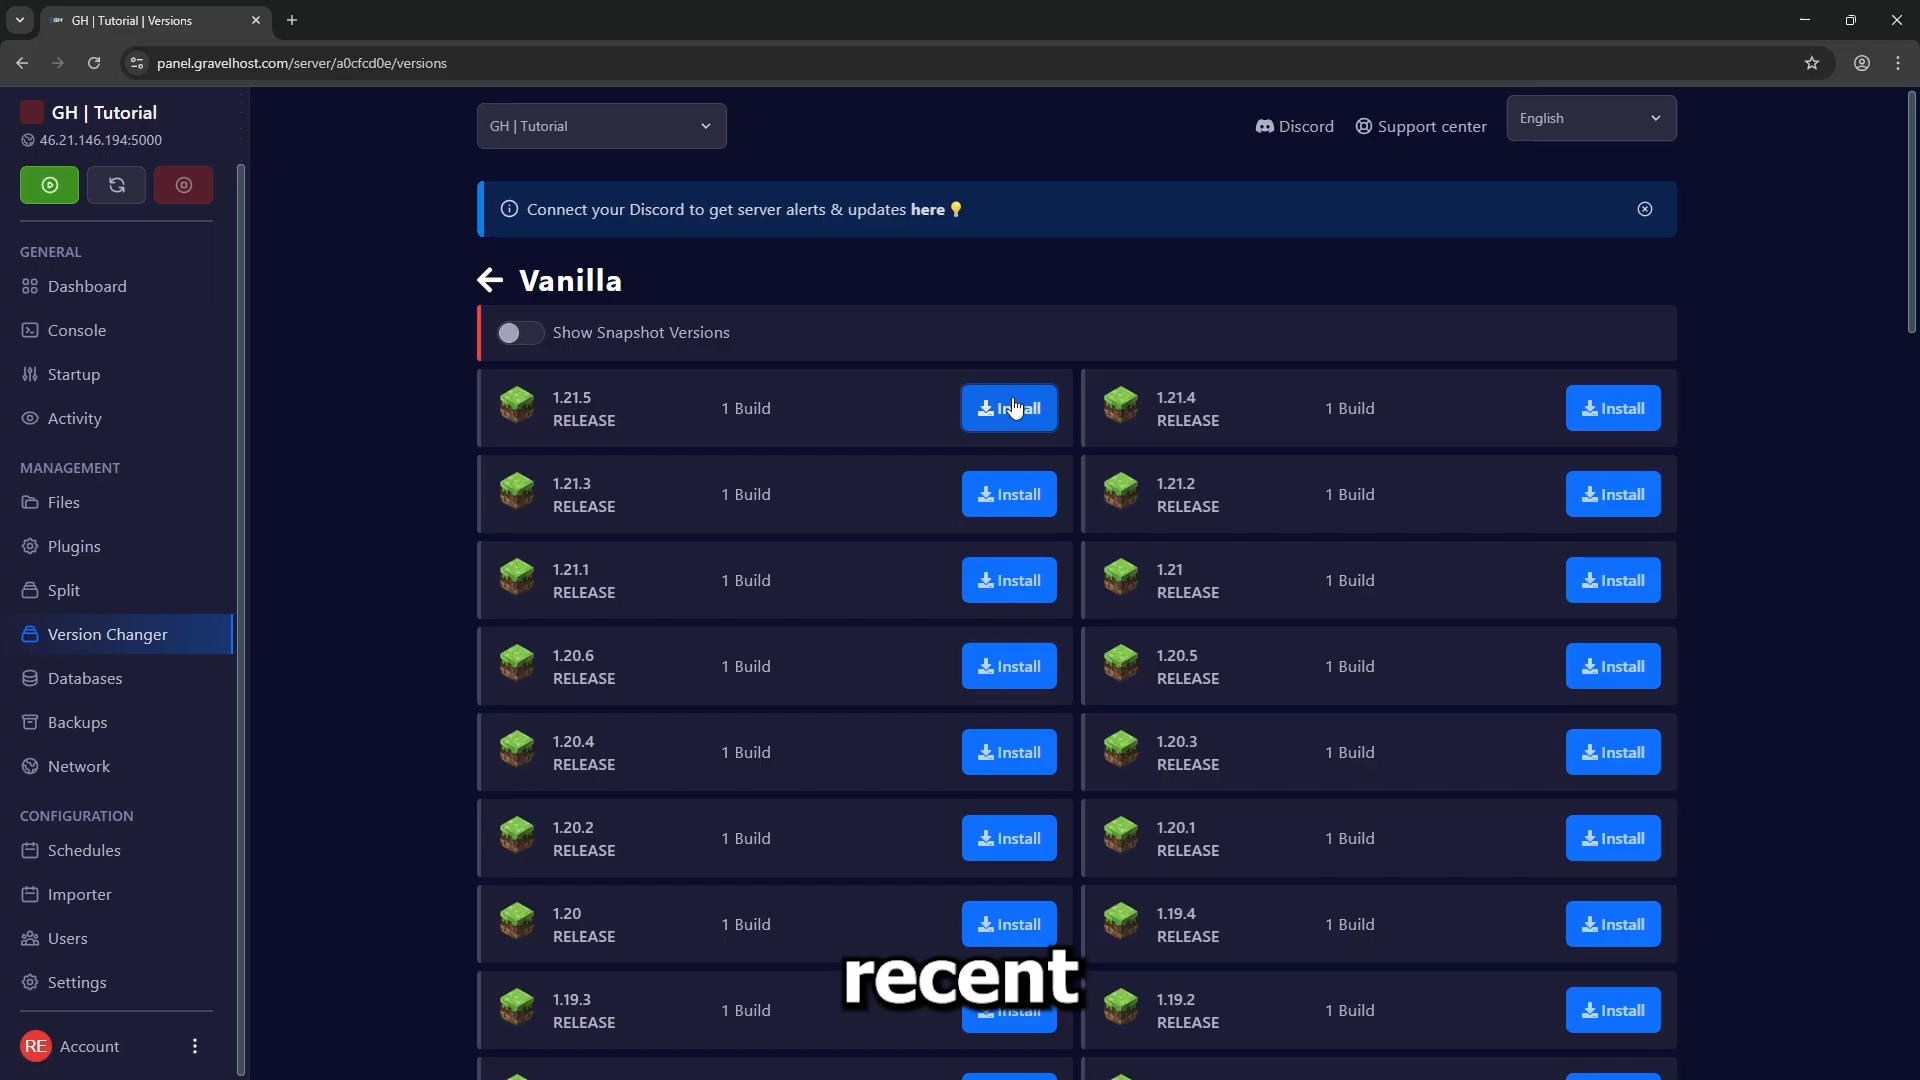 GH | Tutorial | Versions
panel.gravelhost.com/server/a0cfcd0e/versions
GH | Tutorial
46.21.146.194:5000
GENERAL
Dashboard
Console
Startup
Activity
MANAGEMENT
Files
Plugins
Split
Version Changer
Databases
Backups
Network
CONFIGURATION
Schedules
Importer
Users
Settings
RE Account
GH | Tutorial
Discord
Support center
English
Connect your Discord to get server alerts & updates here
Vanilla
Show Snapshot Versions
1.21.5
RELEASE
1 Build
Install
1.21.4
RELEASE
1 Build
Install
1.21.3
RELEASE
1 Build
Install
1.21.2
RELEASE
1 Build
Install
1.21.1
RELEASE
1 Build
Install
1.21
RELEASE
1 Build
Install
1.20.6
RELEASE
1 Build
Install
1.20.5
RELEASE
1 Build
Install
1.20.4
RELEASE
1 Build
Install
1.20.3
RELEASE
1 Build
Install
1.20.2
RELEASE
1 Build
Install
1.20.1
RELEASE
1 Build
Install
1.20
RELEASE
1 Build
Install
1.19.4
RELEASE
1 Build
Install
recent
1.19.3
RELEASE
1 Build
Install
1.19.2
RELEASE
1 Build
Install